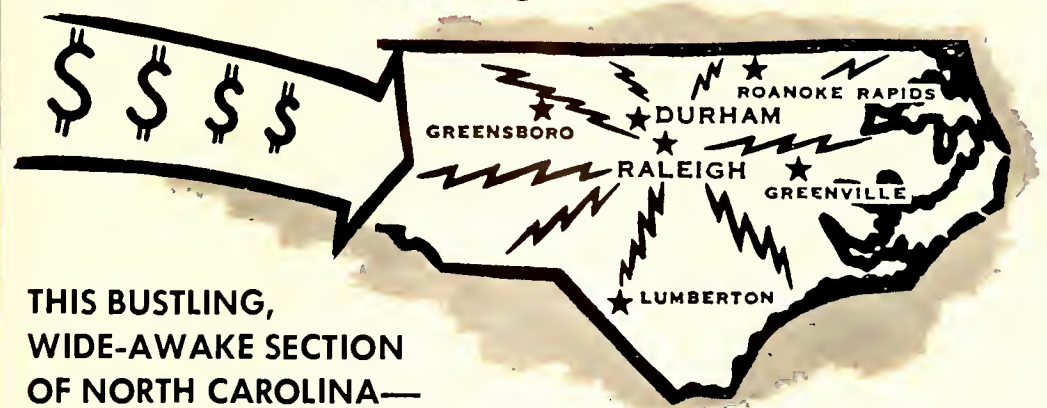 $ $ $ $
ROANOKE RAPIDS
GREENSBORO
DURHAM
RALEIGH
GREENVILLE
LUMBERTON
THIS BUSTLING,
WIDE-AWAKE SECTION
OF NORTH CAROLINA—